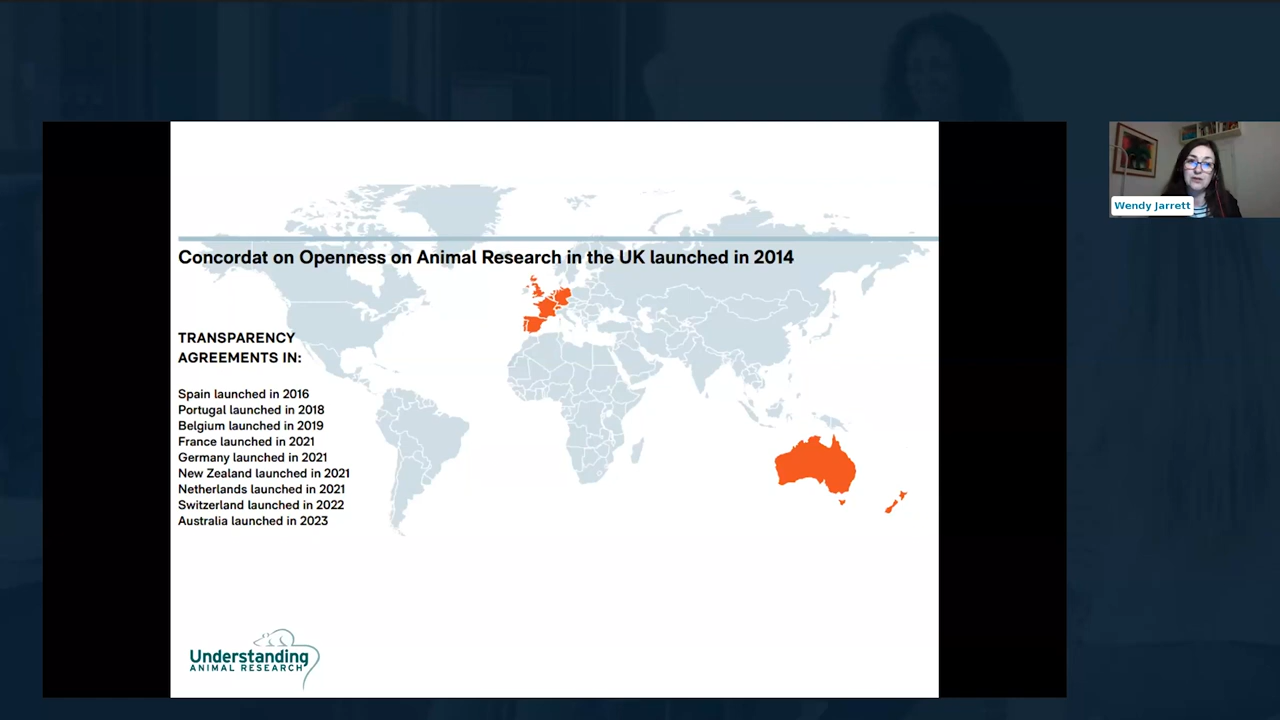 Concordat on Openness on Animal Research in the UK launched in 2014
TRANSPARENCY
AGREEMENTS IN:
Spain launched in 2016
Portugal launched in 2018
Belgium launched in 2019
France launched in 2021
Germany launched in 2021
New Zealand launched in 2021
Netherlands launched in 2021
Switzerland launched in 2022
Australia launched in 2023
Understanding
ANIMAL RESEARCH
Wendy Jarrett